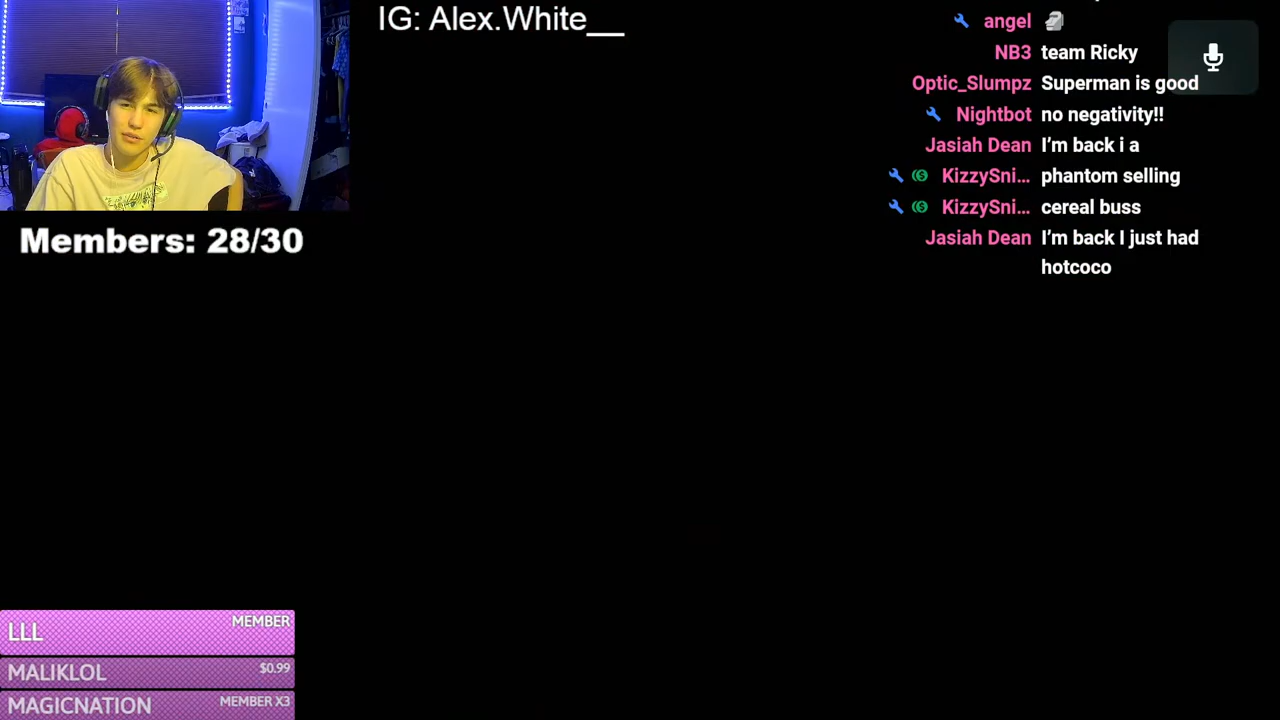 IG: Alex.White__
angel
NB3 team Ricky
Optic_Slumpz Superman is good
Nightbot no negativity!!
Jasiah Dean I'm back i a
KizzySni... phantom selling
KizzySni... cereal buss
Jasiah Dean I'm back I just had
hotcoco
Members: 28/30
LLL MEMBER
MALIKLOL $0.99
MAGICNATION MEMBER X3